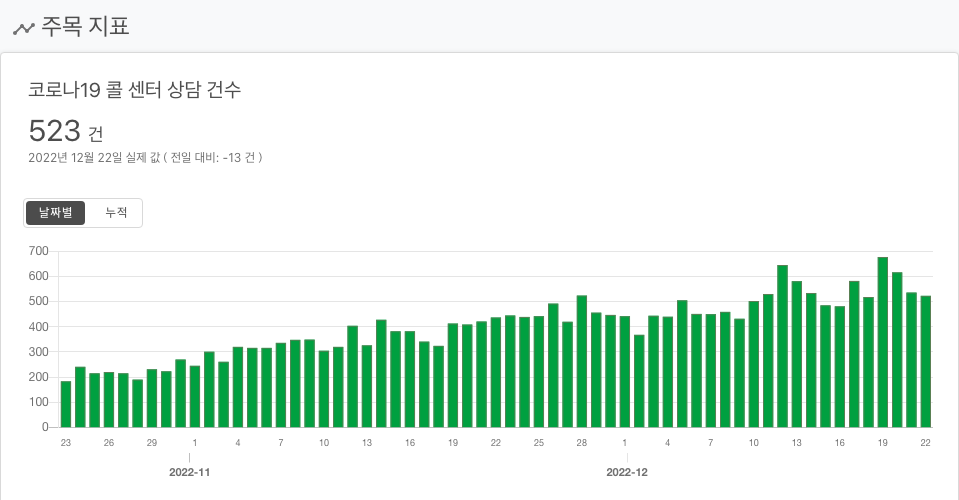 주목 지표
코로나19 콜 센터 상담 건수
523 건
2022년 12월 22일 실제 값 ( 전일 대비: -13 건 )
날짜별 누적
700
600
500
400
300
200
100
0
23 26 29 1 4 7 10 13 16 19 22 25 28 1 4 7 10 13 16 19 22
2022-11 2022-12